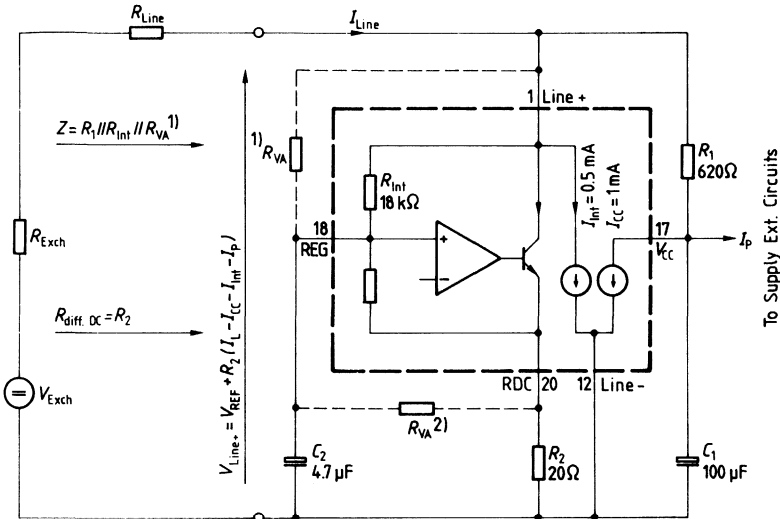 R_Line
I_Line
1 Line+
Z = R_1//R_Int//R_VA 1)
1) R_VA
R_Int
18 kΩ
I_Int = 0.5 mA
I_CC = 1 mA
R_1
620Ω
18
REG
+
−
17
V_CC
I_P
To Supply Ext. Circuits
R_Exch
R_diff. DC = R_2
V_Line+ = V_REF + R_2 (I_L − I_CC − I_Int − I_P)
V_Exch
RDC 20
12 Line−
R_VA 2)
C_2
4.7 µF
R_2
20Ω
C_1
100 µF